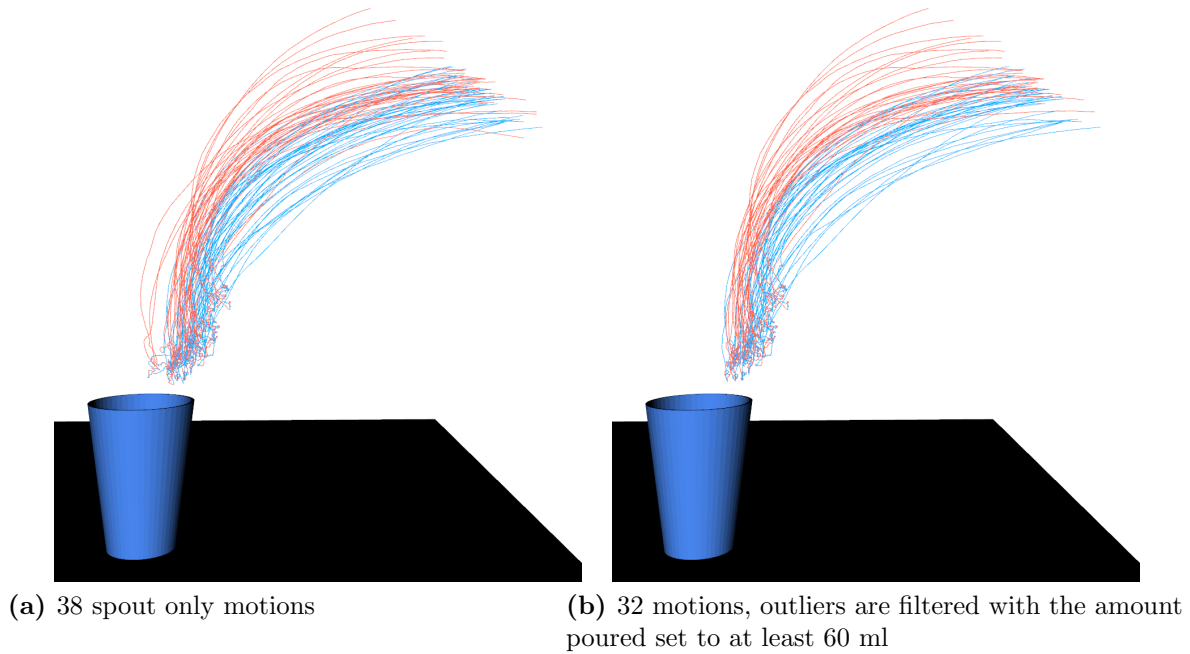 (a) 38 spout only motions
(b) 32 motions, outliers are filtered with the amount
poured set to at least 60 ml